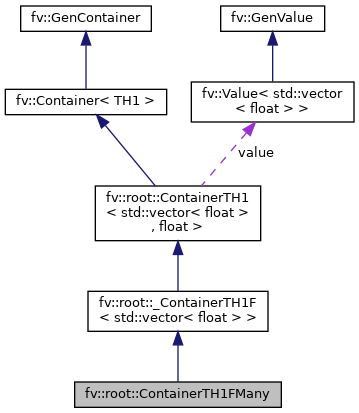 fv::GenContainer
fv::GenValue
fv::Container< TH1 >
fv::Value< std::vector
< float > >
value
fv::root::ContainerTH1
< std::vector< float >
, float >
fv::root::_ContainerTH1F
< std::vector< float > >
fv::root::ContainerTH1FMany